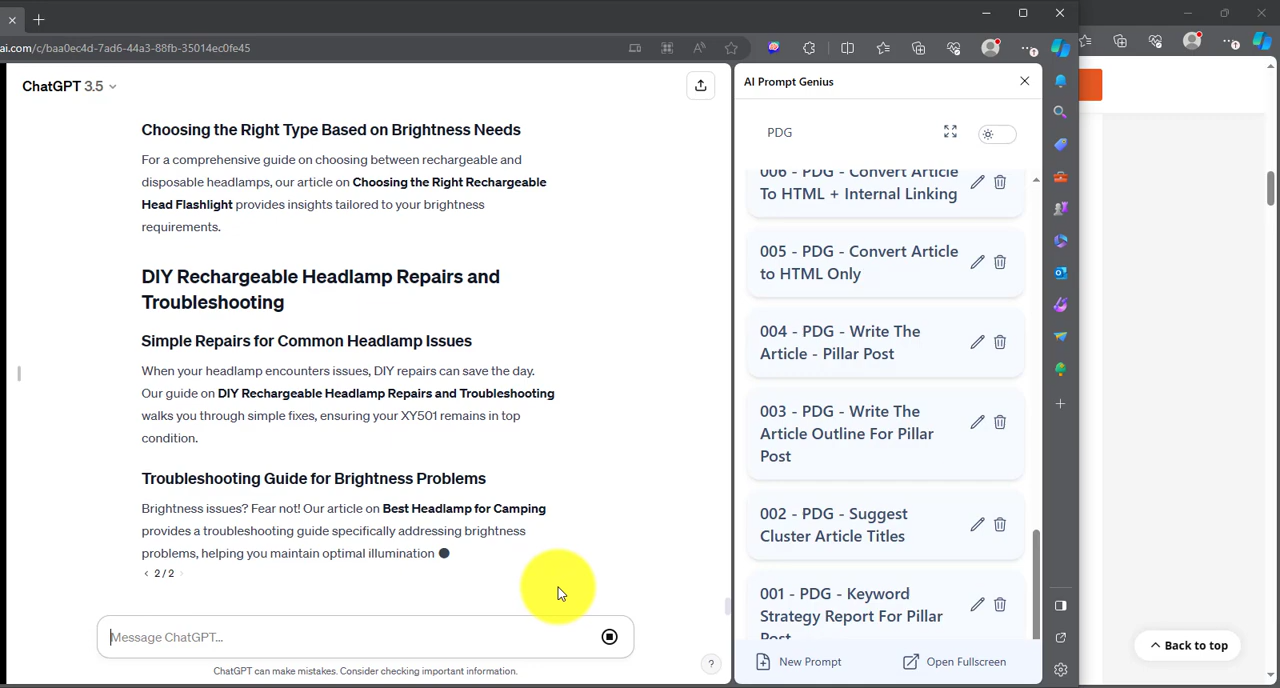 ai.com/c/baa0ec4d-7ad6-44a3-88fb-35014ec0fe45
ChatGPT 3.5
Choosing the Right Type Based on Brightness Needs
For a comprehensive guide on choosing between rechargeable and
disposable headlamps, our article on Choosing the Right Rechargeable
Head Flashlight provides insights tailored to your brightness
requirements.
DIY Rechargeable Headlamp Repairs and
Troubleshooting
Simple Repairs for Common Headlamp Issues
When your headlamp encounters issues, DIY repairs can save the day.
Our guide on DIY Rechargeable Headlamp Repairs and Troubleshooting
walks you through simple fixes, ensuring your XY501 remains in top
condition.
Troubleshooting Guide for Brightness Problems
Brightness issues? Fear not! Our article on Best Headlamp for Camping
provides a troubleshooting guide specifically addressing brightness
problems, helping you maintain optimal illumination
< 2/2 >
Message ChatGPT...
ChatGPT can make mistakes. Consider checking important information.
?
AI Prompt Genius
PDG
006 - PDG - Convert Article
To HTML + Internal Linking
005 - PDG - Convert Article
to HTML Only
004 - PDG - Write The
Article - Pillar Post
003 - PDG - Write The
Article Outline For Pillar
Post
002 - PDG - Suggest
Cluster Article Titles
001 - PDG - Keyword
Strategy Report For Pillar
Post
New Prompt
Open Fullscreen
Back to top